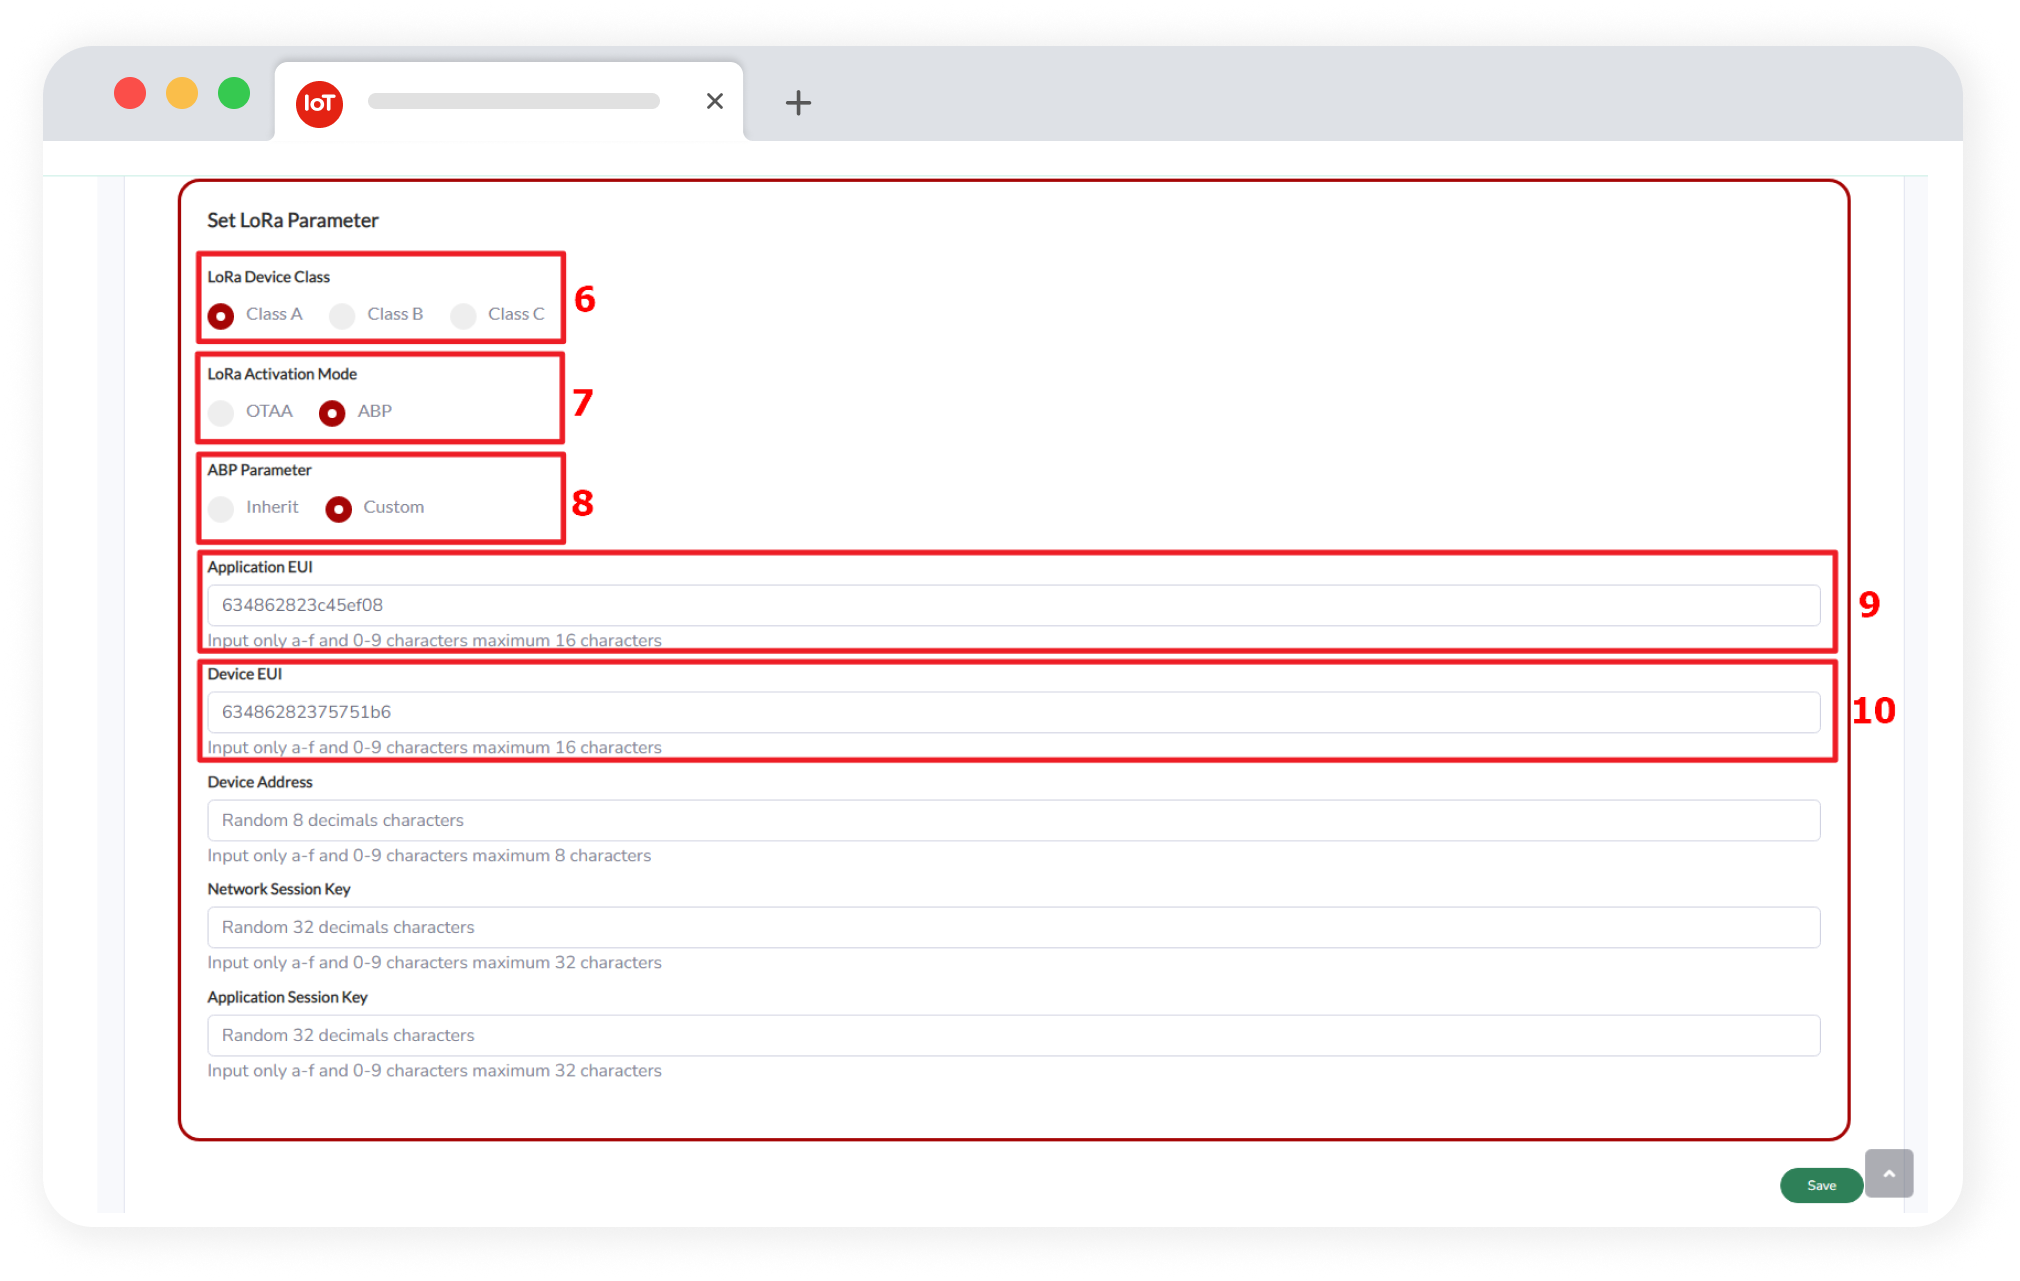 IoT
Set LoRa Parameter
LoRa Device Class
Class A Class B Class C
6
LoRa Activation Mode
OTAA ABP
7
ABP Parameter
Inherit Custom
8
Application EUI
634862823c45ef08
Input only a-f and 0-9 characters maximum 16 characters
9
Device EUI
63486282375751b6
Input only a-f and 0-9 characters maximum 16 characters
10
Device Address
Random 8 decimals characters
Input only a-f and 0-9 characters maximum 8 characters
Network Session Key
Random 32 decimals characters
Input only a-f and 0-9 characters maximum 32 characters
Application Session Key
Random 32 decimals characters
Input only a-f and 0-9 characters maximum 32 characters
Save